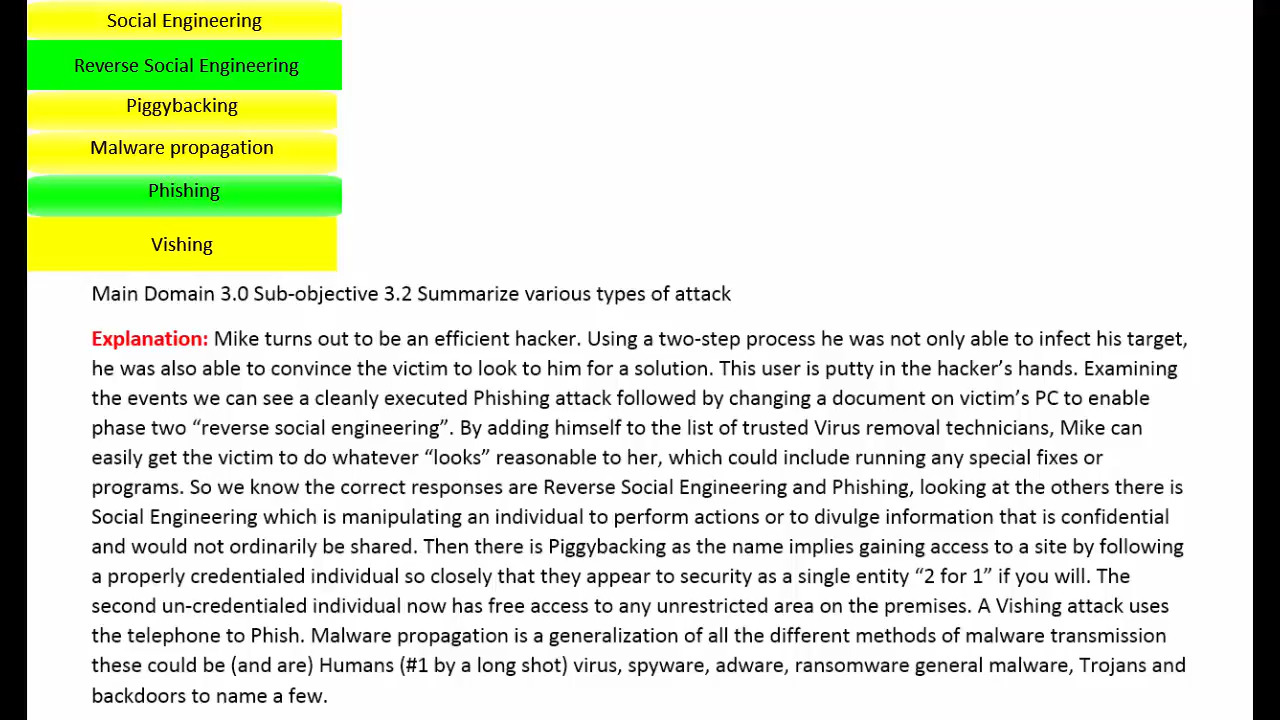 Social Engineering
Reverse Social Engineering
Piggybacking
Malware propagation
Phishing
Vishing
Main Domain 3.0 Sub-objective 3.2 Summarize various types of attack
Explanation: Mike turns out to be an efficient hacker. Using a two-step process he was not only able to infect his target,
he was also able to convince the victim to look to him for a solution. This user is putty in the hacker’s hands. Examining
the events we can see a cleanly executed Phishing attack followed by changing a document on victim’s PC to enable
phase two “reverse social engineering”. By adding himself to the list of trusted Virus removal technicians, Mike can
easily get the victim to do whatever “looks” reasonable to her, which could include running any special fixes or
programs. So we know the correct responses are Reverse Social Engineering and Phishing, looking at the others there is
Social Engineering which is manipulating an individual to perform actions or to divulge information that is confidential
and would not ordinarily be shared. Then there is Piggybacking as the name implies gaining access to a site by following
a properly credentialed individual so closely that they appear to security as a single entity “2 for 1” if you will. The
second un-credentialed individual now has free access to any unrestricted area on the premises. A Vishing attack uses
the telephone to Phish. Malware propagation is a generalization of all the different methods of malware transmission
these could be (and are) Humans (#1 by a long shot) virus, spyware, adware, ransomware general malware, Trojans and
backdoors to name a few.